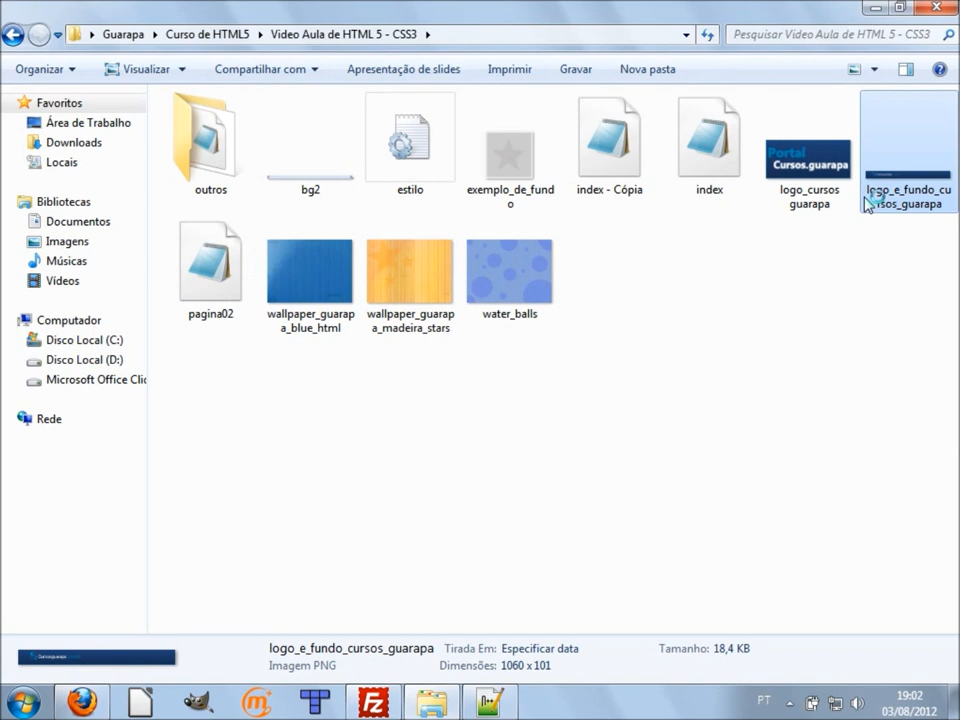 Guarapa Curso de HTML5 Video Aula de HTML 5 - CSS3 Pesquisar Video Aula de HTML 5 - CSS3
Organizar Visualizar Compartilhar com Apresentação de slides Imprimir Gravar Nova pasta
Favoritos
Área de Trabalho
Downloads
Locais
Bibliotecas
Documentos
Imagens
Músicas
Vídeos
Computador
Disco Local (C:)
Disco Local (D:)
Microsoft Office Clic
Rede
outros
bg2
estilo
exemplo_de_fund
o
index - Cópia
index
Portal
Cursos.guarapa
logo_cursos
guarapa
logo_e_fundo_cu
rsos_guarapa
pagina02
wallpaper_guarap
a_blue_html
wallpaper_guarap
a_madeira_stars
water_balls
logo_e_fundo_cursos_guarapa Tirada Em: Especificar data Tamanho: 18,4 KB
Imagem PNG Dimensões: 1060 x 101
PT
19:02
03/08/2012